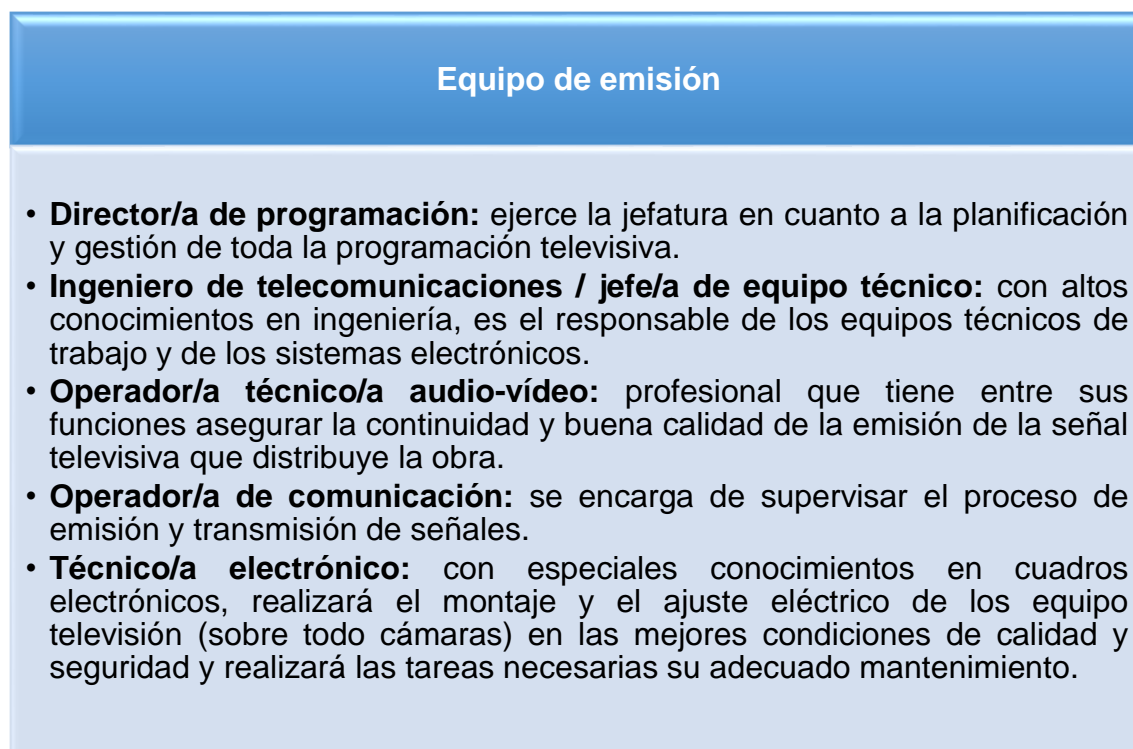 Equipo de emisión
• Director/a de programación: ejerce la jefatura en cuanto a la planificación
y gestión de toda la programación televisiva.
• Ingeniero de telecomunicaciones / jefe/a de equipo técnico: con altos
conocimientos en ingeniería, es el responsable de los equipos técnicos de
trabajo y de los sistemas electrónicos.
• Operador/a técnico/a audio-vídeo: profesional que tiene entre sus
funciones asegurar la continuidad y buena calidad de la emisión de la señal
televisiva que distribuye la obra.
• Operador/a de comunicación: se encarga de supervisar el proceso de
emisión y transmisión de señales.
• Técnico/a electrónico: con especiales conocimientos en cuadros
electrónicos, realizará el montaje y el ajuste eléctrico de los equipo
televisión (sobre todo cámaras) en las mejores condiciones de calidad y
seguridad y realizará las tareas necesarias su adecuado mantenimiento.